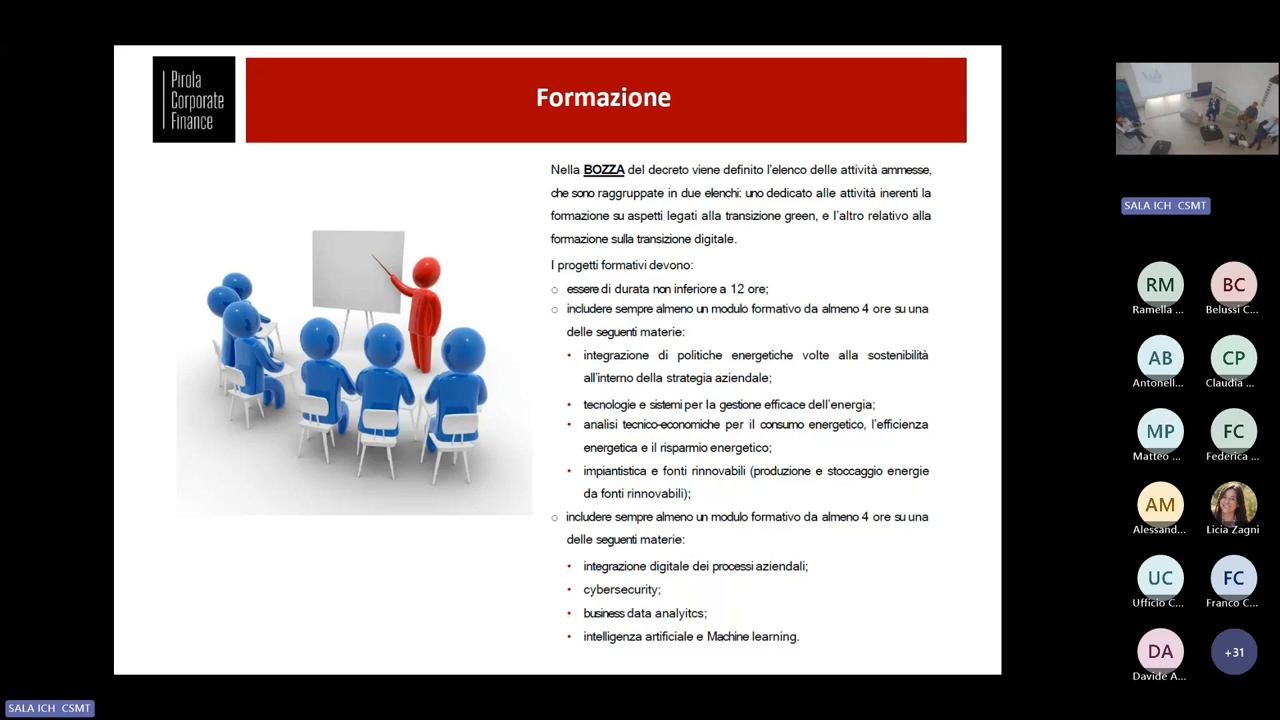 Pirola
Corporate
Finance
Formazione
Nella BOZZA del decreto viene definito l'elenco delle attività ammesse,
che sono raggruppate in due elenchi: uno dedicato alle attività inerenti la
formazione su aspetti legati alla transizione green, e l'altro relativo alla
formazione sulla transizione digitale.
I progetti formativi devono:
○ essere di durata non inferiore a 12 ore;
○ includere sempre almeno un modulo formativo da almeno 4 ore su una
delle seguenti materie:
• integrazione di politiche energetiche volte alla sostenibilità
all'interno della strategia aziendale;
• tecnologie e sistemi per la gestione efficace dell'energia;
• analisi tecnico-economiche per il consumo energetico, l'efficienza
energetica e il risparmio energetico;
• impiantistica e fonti rinnovabili (produzione e stoccaggio energie
da fonti rinnovabili);
○ includere sempre almeno un modulo formativo da almeno 4 ore su una
delle seguenti materie:
• integrazione digitale dei processi aziendali;
• cybersecurity;
• business data analyitcs;
• intelligenza artificiale e Machine learning.
SALA ICH CSMT
RM
BC
Ramella ...
Belussi C...
AB
CP
Antonell...
Claudia ...
MP
FC
Matteo ...
Federica ...
AM
Alessand...
Licia Zagni
UC
FC
Ufficio C...
Franco C...
DA
+31
Davide A...
SALA ICH CSMT